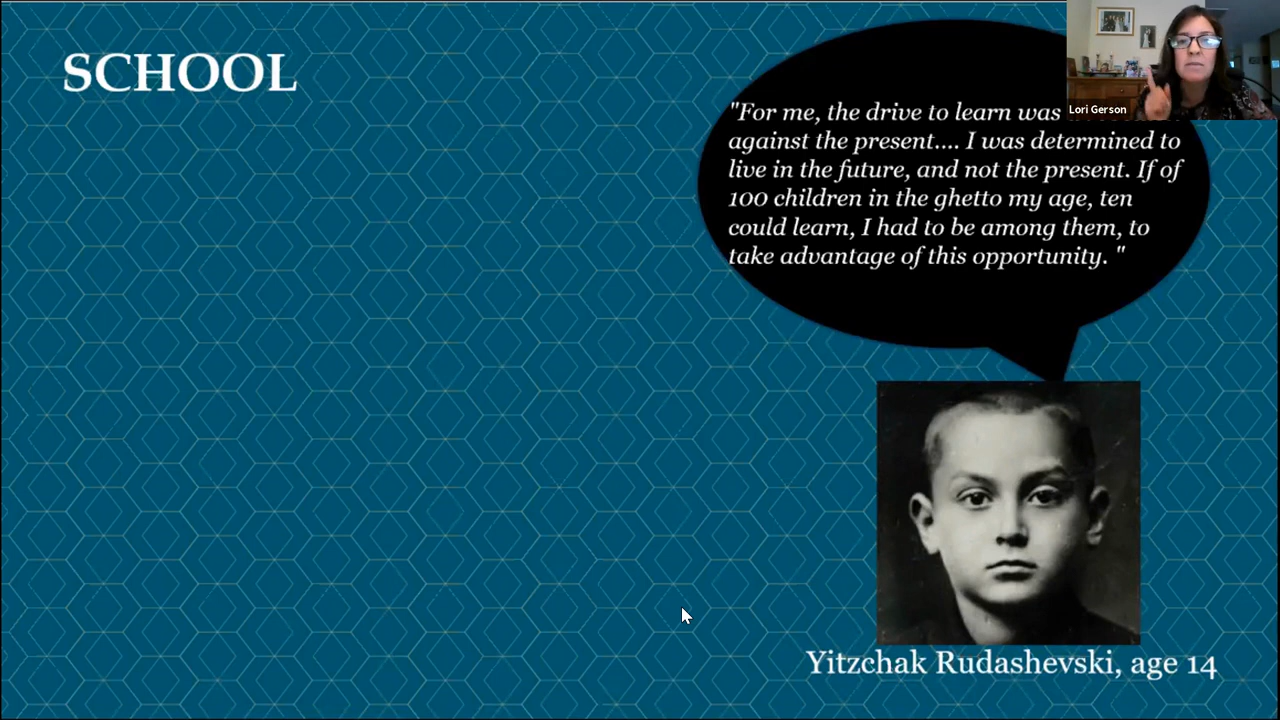 SCHOOL
"For me, the drive to learn was
against the present.... I was determined to
live in the future, and not the present. If of
100 children in the ghetto my age, ten
could learn, I had to be among them, to
take advantage of this opportunity. "
Lori Gerson
Yitzchak Rudashevski, age 14